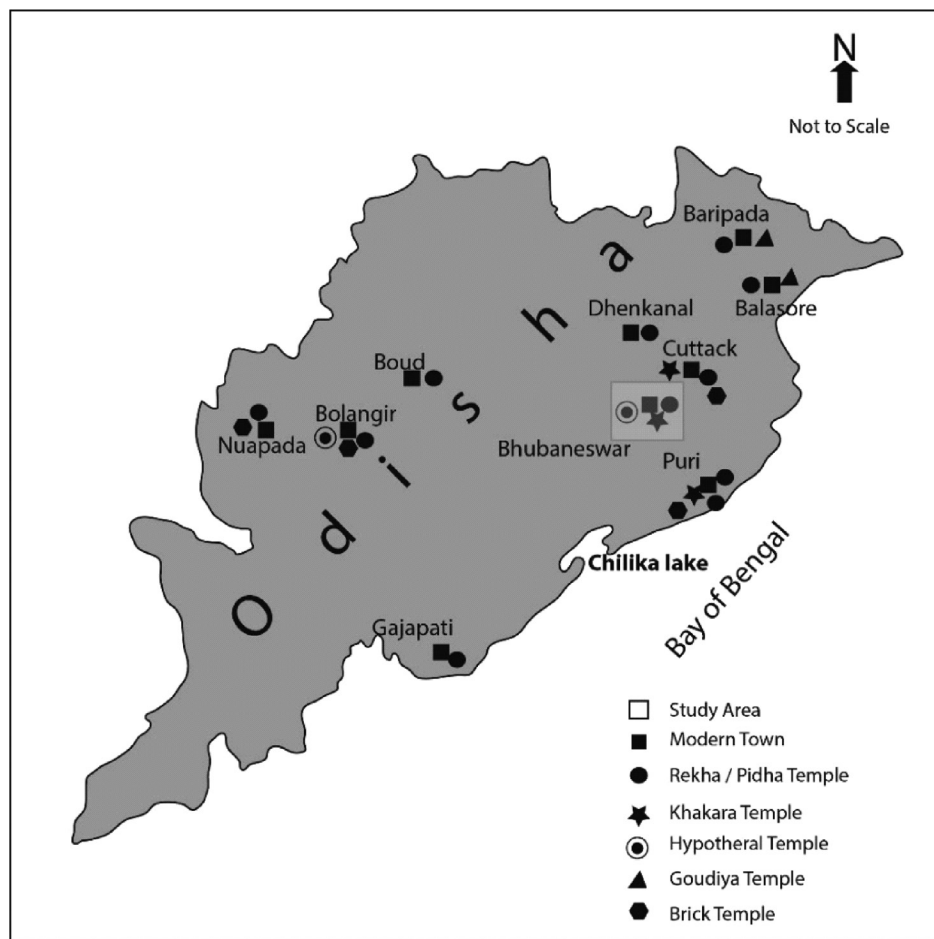 N
Not to Scale
Baripada
Balasore
Dhenkanal
Cuttack
Boud
Bolangir
Nuapada
Bhubaneswar
Puri
Odisha
Chilika lake
Bay of Bengal
Gajapati
Study Area
Modern Town
Rekha / Pidha Temple
Khakara Temple
Hypotheral Temple
Goudiya Temple
Brick Temple